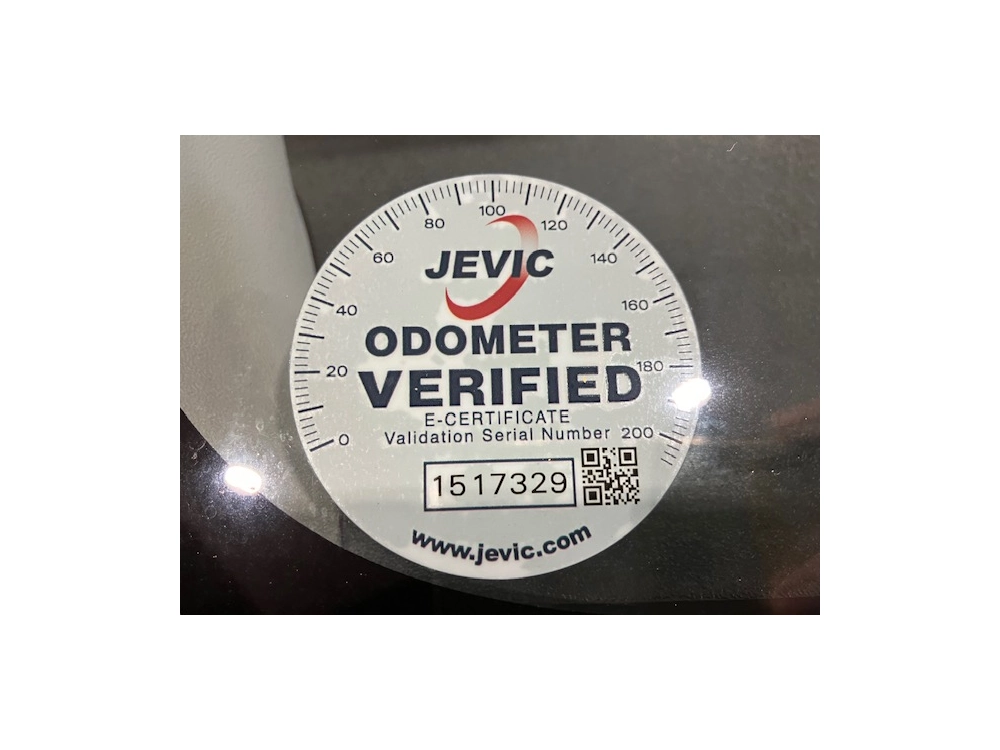 0
20
40
60
80
100
120
140
160
180
200
JEVIC
ODOMETER
VERIFIED
E-CERTIFICATE
Validation Serial Number
1517329
www.jevic.com